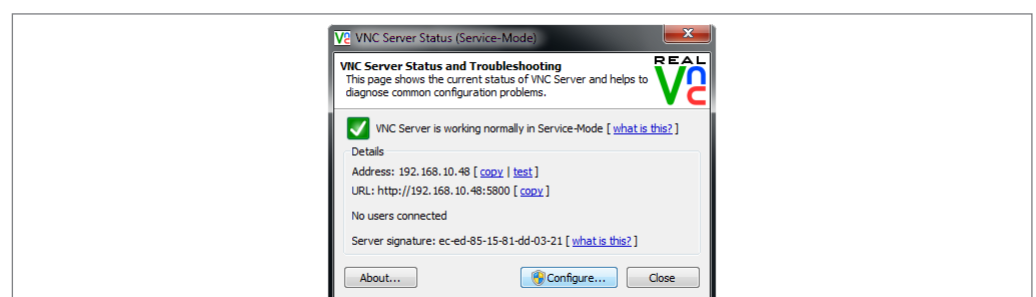 VNC Server Status (Service-Mode)
VNC Server Status and Troubleshooting
This page shows the current status of VNC Server and helps to
diagnose common configuration problems.
REAL
Vnc
VNC Server is working normally in Service-Mode [ what is this? ]
Details
Address: 192.168.10.48 [ copy | test ]
URL: http://192.168.10.48:5800 [ copy ]
No users connected
Server signature: ec-ed-85-15-81-dd-03-21 [ what is this? ]
About... Configure... Close